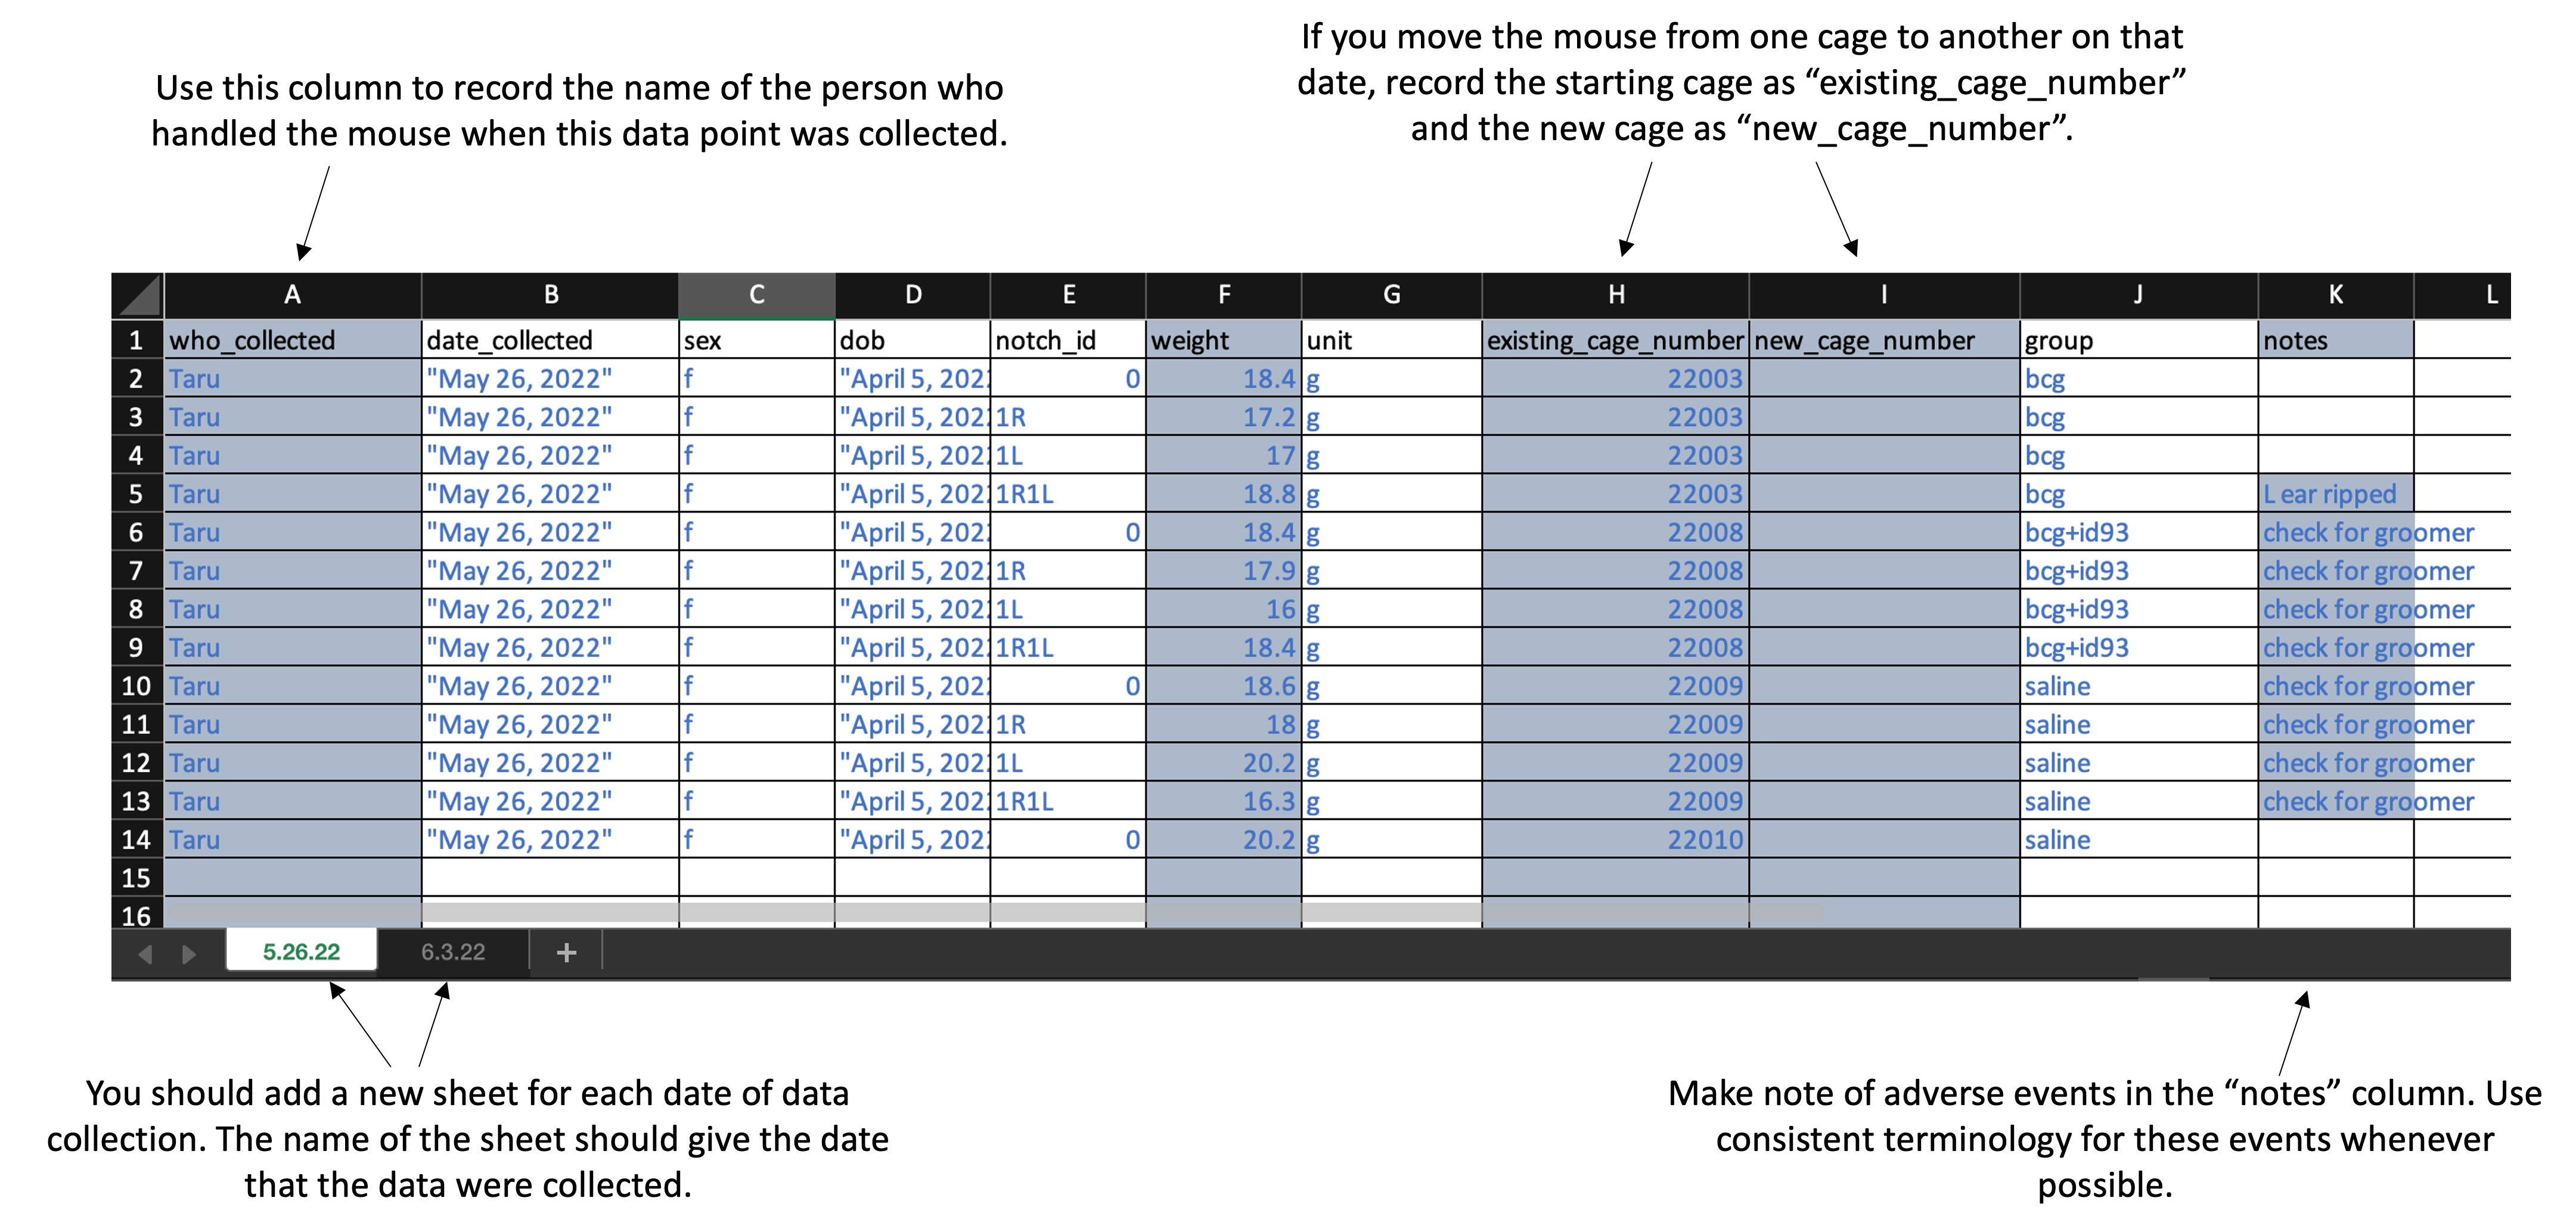 Use this column to record the name of the person who
handled the mouse when this data point was collected.
If you move the mouse from one cage to another on that
date, record the starting cage as “existing_cage_number”
and the new cage as “new_cage_number”.
A B C D E F G H I J K L
1 who_collected date_collected sex dob notch_id weight unit existing_cage_number new_cage_number group notes
2 Taru "May 26, 2022" f "April 5, 202 0 18.4 g 22003 bcg
3 Taru "May 26, 2022" f "April 5, 202 1R 17.2 g 22003 bcg
4 Taru "May 26, 2022" f "April 5, 202 1L 17 g 22003 bcg
5 Taru "May 26, 2022" f "April 5, 202 1R1L 18.8 g 22003 bcg L ear ripped
6 Taru "May 26, 2022" f "April 5, 202 0 18.4 g 22008 bcg+id93 check for groomer
7 Taru "May 26, 2022" f "April 5, 202 1R 17.9 g 22008 bcg+id93 check for groomer
8 Taru "May 26, 2022" f "April 5, 202 1L 16 g 22008 bcg+id93 check for groomer
9 Taru "May 26, 2022" f "April 5, 202 1R1L 18.4 g 22008 bcg+id93 check for groomer
10 Taru "May 26, 2022" f "April 5, 202 0 18.6 g 22009 saline check for groomer
11 Taru "May 26, 2022" f "April 5, 202 1R 18 g 22009 saline check for groomer
12 Taru "May 26, 2022" f "April 5, 202 1L 20.2 g 22009 saline check for groomer
13 Taru "May 26, 2022" f "April 5, 202 1R1L 16.3 g 22009 saline check for groomer
14 Taru "May 26, 2022" f "April 5, 202 0 20.2 g 22010 saline
15
16
5.26.22 6.3.22 +
You should add a new sheet for each date of data
collection. The name of the sheet should give the date
that the data were collected.
Make note of adverse events in the “notes” column. Use
consistent terminology for these events whenever
possible.